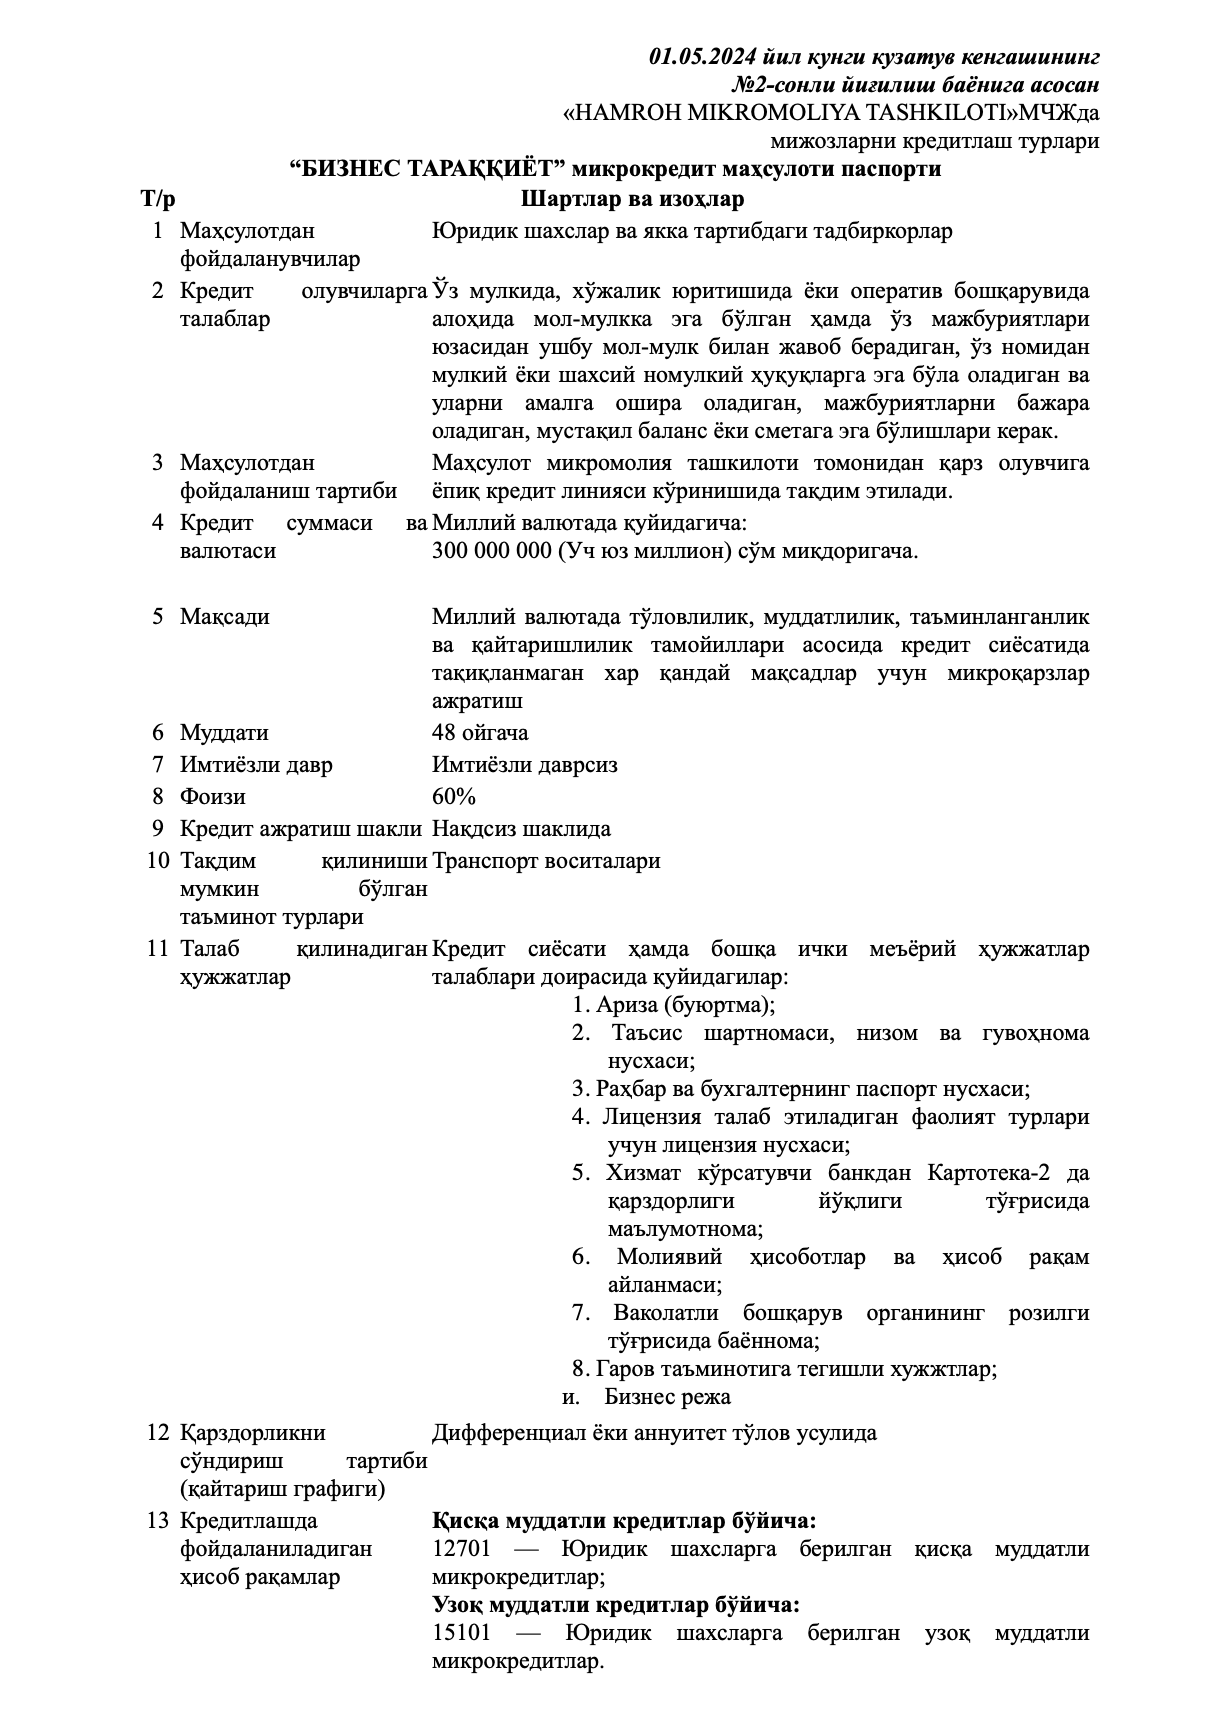 01.05.2024 йил кунги кузатув кенгашининг
№2-сонли йиғилиш баёнига асосан
«HAMROH MIKROMOLIYA TASHKILOTI»МЧЖда
мижозларни кредитлаш турлари
“БИЗНЕС ТАРАҚҚИЁТ” микрокредит маҳсулоти паспорти
Т/р Шартлар ва изоҳлар
1 Маҳсулотдан Юридик шахслар ва якка тартибдаги тадбиркорлар
фойдаланувчилар
2 Кредит олувчиларга Ўз мулкида, хўжалик юритишида ёки оператив бошқарувида
талаблар алоҳида мол-мулкка эга бўлган ҳамда ўз мажбуриятлари
юзасидан ушбу мол-мулк билан жавоб берадиган, ўз номидан
мулкий ёки шахсий номулкий ҳуқуқларга эга бўла оладиган ва
уларни амалга ошира оладиган, мажбуриятларни бажара
оладиган, мустақил баланс ёки сметага эга бўлишлари керак.
3 Маҳсулотдан Маҳсулот микромолия ташкилоти томонидан қарз олувчига
фойдаланиш тартиби ёпиқ кредит линияси кўринишида тақдим этилади.
4 Кредит суммаси ва Миллий валютада қуйидагича:
валютаси 300 000 000 (Уч юз миллион) сўм миқдоригача.
5 Мақсади Миллий валютада тўловлилик, муддатлилик, таъминланганлик
ва қайтаришлилик тамойиллари асосида кредит сиёсатида
тақиқланмаган хар қандай мақсадлар учун микроқарзлар
ажратиш
6 Муддати 48 ойгача
7 Имтиёзли давр Имтиёзли даврсиз
8 Фоизи 60%
9 Кредит ажратиш шакли Нақдсиз шаклида
10 Тақдим қилиниши Транспорт воситалари
мумкин бўлган
таъминот турлари
11 Талаб қилинадиган Кредит сиёсати ҳамда бошқа ички меъёрий ҳужжатлар
ҳужжатлар талаблари доирасида қуйидагилар:
1. Ариза (буюртма);
2. Таъсис шартномаси, низом ва гувоҳнома
нусхаси;
3. Раҳбар ва бухгалтернинг паспорт нусхаси;
4. Лицензия талаб этиладиган фаолият турлари
учун лицензия нусхаси;
5. Хизмат кўрсатувчи банкдан Картотека-2 да
қарздорлиги йўқлиги тўғрисида
маълумотнома;
6. Молиявий ҳисоботлар ва ҳисоб рақам
айланмаси;
7. Ваколатли бошқарув органининг розилги
тўғрисида баённома;
8. Гаров таъминотига тегишли хужжтлар;
и. Бизнес режа
12 Қарздорликни Дифференциал ёки аннуитет тўлов усулида
сўндириш тартиби
(қайтариш графиги)
13 Кредитлашда Қисқа муддатли кредитлар бўйича:
фойдаланиладиган 12701 — Юридик шахсларга берилган қисқа муддатли
ҳисоб рақамлар микрокредитлар;
Узоқ муддатли кредитлар бўйича:
15101 — Юридик шахсларга берилган узоқ муддатли
микрокредитлар.